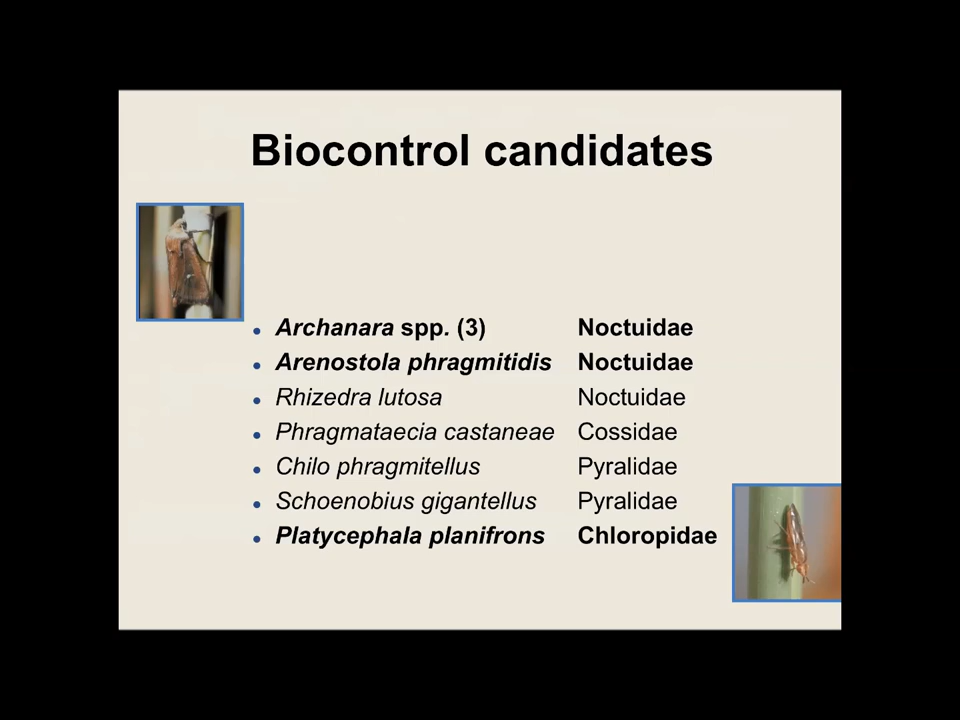 Biocontrol candidates
Archanara spp. (3) Noctuidae
Arenostola phragmitidis Noctuidae
Rhizedra lutosa Noctuidae
Phragmataecia castaneae Cossidae
Chilo phragmitellus Pyralidae
Schoenobius gigantellus Pyralidae
Platycephala planifrons Chloropidae